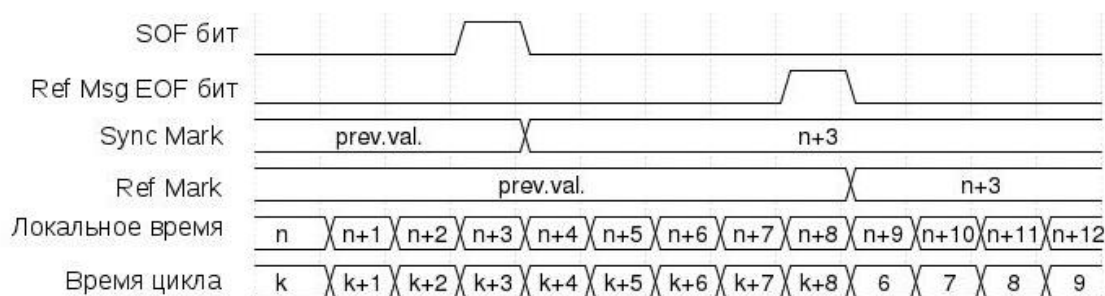 SOF бит
Ref Msg EOF бит
Sync Mark prev.val. n+3
Ref Mark prev.val. n+3
Локальное время n n+1 n+2 n+3 n+4 n+5 n+6 n+7 n+8 n+9 n+10 n+11 n+12
Время цикла k k+1 k+2 k+3 k+4 k+5 k+6 k+7 k+8 6 7 8 9